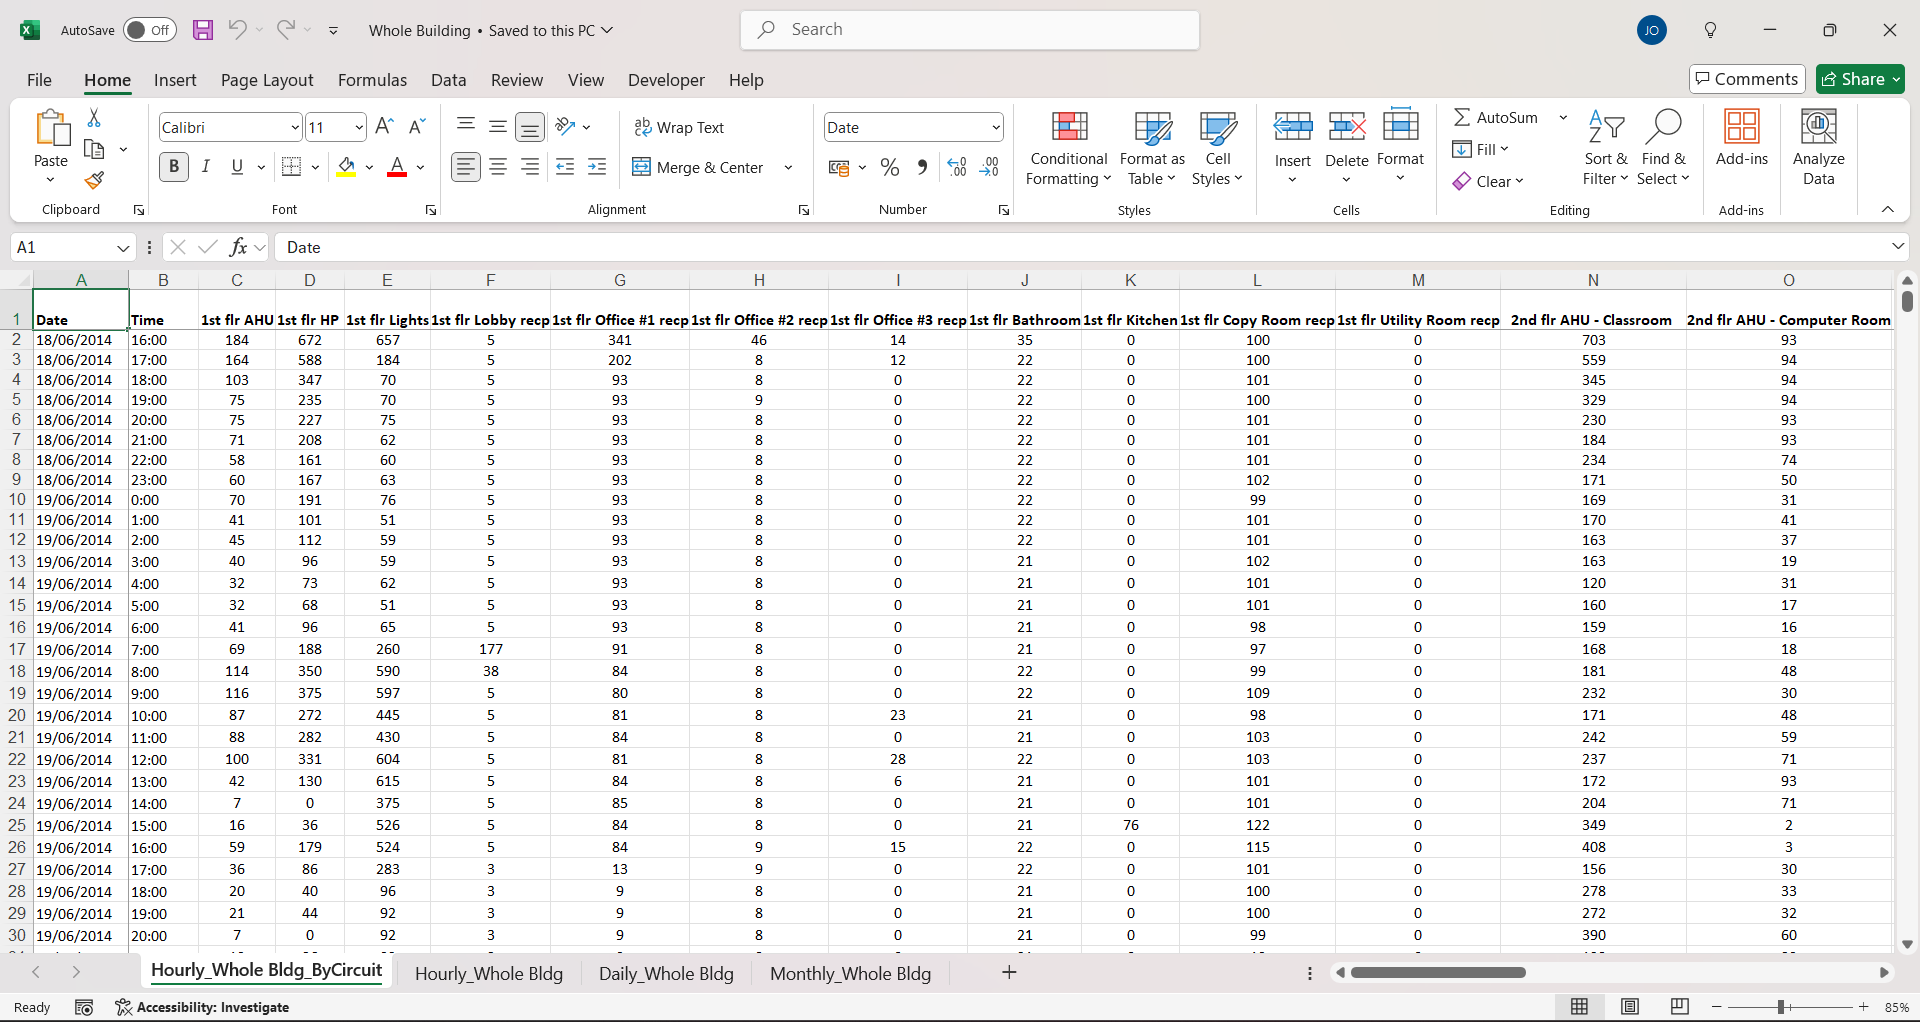 AutoSave Off Whole Building • Saved to this PC Search JO
File Home Insert Page Layout Formulas Data Review View Developer Help Comments Share
Paste
Clipboard
Calibri 11
B I U A
Font
Wrap Text
Merge & Center
Alignment
Date
% , .00 .00
Number
Conditional Formatting
Format as Table
Cell Styles
Styles
Insert Delete Format
Cells
AutoSum
Fill
Clear
Sort & Filter
Find & Select
Editing
Add-ins
Add-ins
Analyze Data
A1 fx Date
A B C D E F G H I J K L M N O
1 Date Time 1st flr AHU 1st flr HP 1st flr Lights 1st flr Lobby recp 1st flr Office #1 recp 1st flr Office #2 recp 1st flr Office #3 recp 1st flr Bathroom 1st flr Kitchen 1st flr Copy Room recp 1st flr Utility Room recp 2nd flr AHU - Classroom 2nd flr AHU - Computer Room
2 18/06/2014 16:00 184 672 657 5 341 46 14 35 0 100 0 703 93
3 18/06/2014 17:00 164 588 184 5 202 8 12 22 0 100 0 559 94
4 18/06/2014 18:00 103 347 70 5 93 8 0 22 0 101 0 345 94
5 18/06/2014 19:00 75 235 70 5 93 9 0 22 0 100 0 329 94
6 18/06/2014 20:00 75 227 75 5 93 8 0 22 0 101 0 230 93
7 18/06/2014 21:00 71 208 62 5 93 8 0 22 0 101 0 184 93
8 18/06/2014 22:00 58 161 60 5 93 8 0 22 0 101 0 234 74
9 18/06/2014 23:00 60 167 63 5 93 8 0 22 0 102 0 171 50
10 19/06/2014 0:00 70 191 76 5 93 8 0 22 0 99 0 169 31
11 19/06/2014 1:00 41 101 51 5 93 8 0 22 0 101 0 170 41
12 19/06/2014 2:00 45 112 59 5 93 8 0 22 0 101 0 163 37
13 19/06/2014 3:00 40 96 59 5 93 8 0 21 0 102 0 163 19
14 19/06/2014 4:00 32 73 62 5 93 8 0 21 0 101 0 120 31
15 19/06/2014 5:00 32 68 51 5 93 8 0 21 0 101 0 160 17
16 19/06/2014 6:00 41 96 65 5 93 8 0 21 0 98 0 159 16
17 19/06/2014 7:00 69 188 260 177 91 8 0 21 0 97 0 168 18
18 19/06/2014 8:00 114 350 590 38 84 8 0 22 0 99 0 181 48
19 19/06/2014 9:00 116 375 597 5 80 8 0 22 0 109 0 232 30
20 19/06/2014 10:00 87 272 445 5 81 8 23 21 0 98 0 171 48
21 19/06/2014 11:00 88 282 430 5 84 8 0 21 0 103 0 242 59
22 19/06/2014 12:00 100 331 604 5 81 8 28 22 0 103 0 237 71
23 19/06/2014 13:00 42 130 615 5 84 8 6 21 0 101 0 172 93
24 19/06/2014 14:00 7 0 375 5 85 8 0 21 0 101 0 204 71
25 19/06/2014 15:00 16 36 526 5 84 8 0 21 76 122 0 349 2
26 19/06/2014 16:00 59 179 524 5 84 9 15 22 0 115 0 408 3
27 19/06/2014 17:00 36 86 283 3 13 9 0 22 0 101 0 156 30
28 19/06/2014 18:00 20 40 96 3 9 8 0 21 0 100 0 278 33
29 19/06/2014 19:00 21 44 92 3 9 8 0 21 0 100 0 272 32
30 19/06/2014 20:00 7 0 92 3 9 8 0 21 0 99 0 390 60
Hourly_Whole Bldg_ByCircuit Hourly_Whole Bldg Daily_Whole Bldg Monthly_Whole Bldg
Ready Accessibility: Investigate 85%